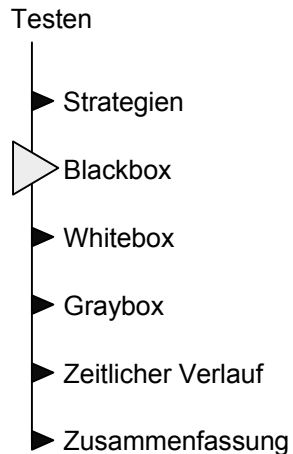 Testen
Strategien
Blackbox
Whitebox
Graybox
Zeitlicher Verlauf
Zusammenfassung